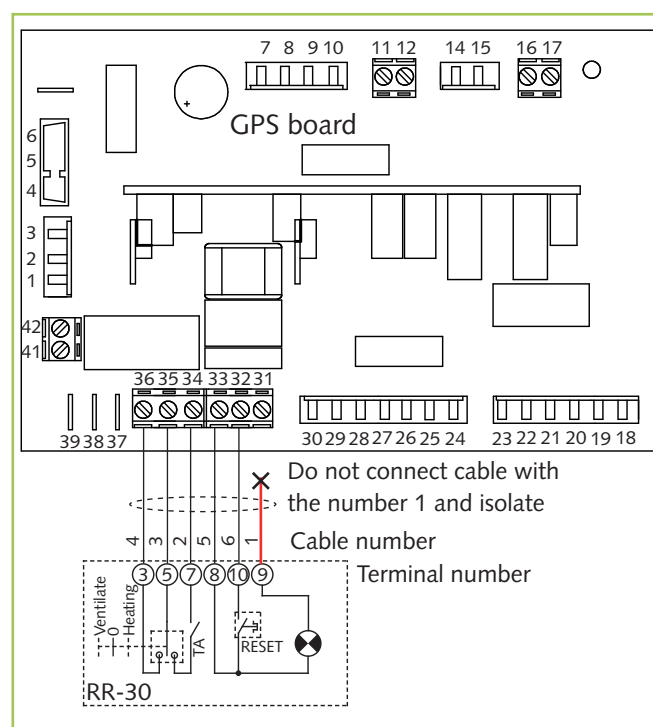 7 8 9 10 11 12 14 15 16 17
+
GPS board
6
5
4
3
2
1
42
41
36 35 34 33 32 31
39 38 37
30 29 28 27 26 25 24
23 22 21 20 19 18
Do not connect cable with
the number 1 and isolate
4 3 2 5 6 1
Cable number
3 5 7 8 10 9
Terminal number
Ventilate
0
Heating
TA
RESET
RR-30